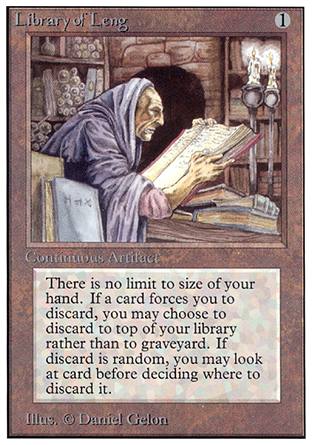 Library of Leng 1
Continuous Artifact
There is no limit to size of your
hand. If a card forces you to
discard, you may choose to
discard to top of your library
rather than to graveyard. If
discard is random, you may look
at card before deciding where to
discard it.
Illus. © Daniel Gelon